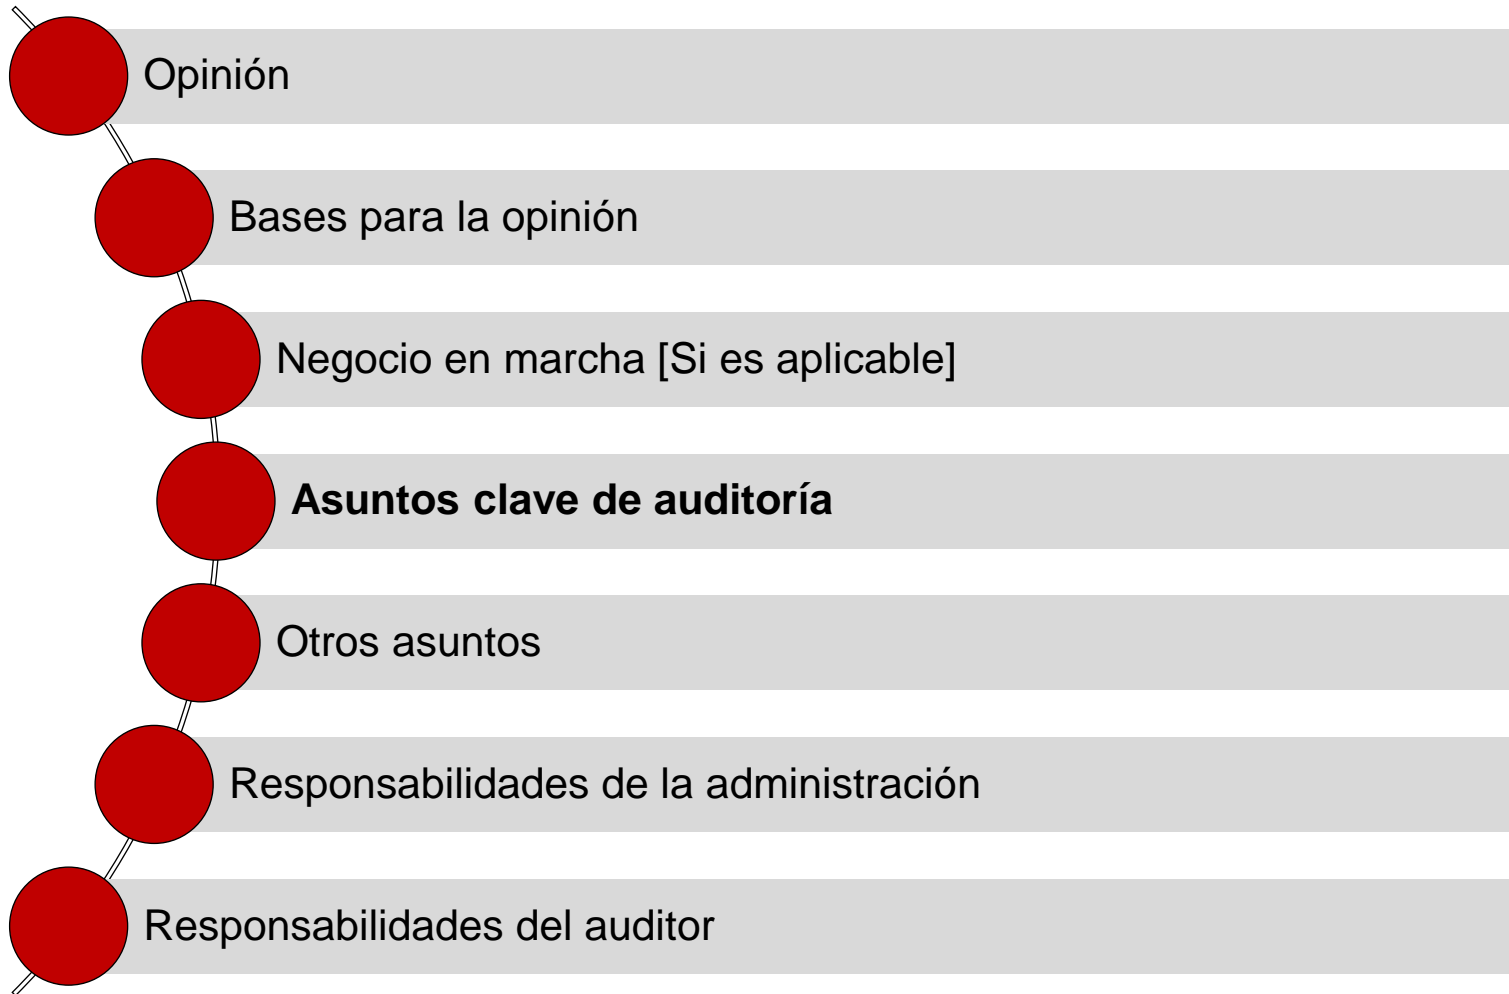 Opinión
Bases para la opinión
Negocio en marcha [Si es aplicable]
Asuntos clave de auditoría
Otros asuntos
Responsabilidades de la administración
Responsabilidades del auditor